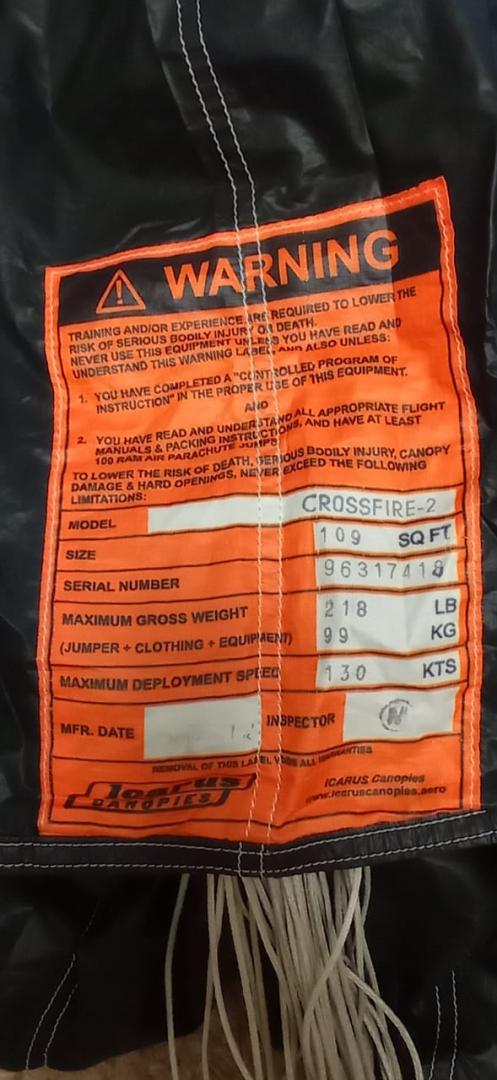 WARNING
TRAINING AND/OR EXPERIENCE ARE REQUIRED TO LOWER THE
RISK OF SERIOUS BODILY INJURY OR DEATH.
NEVER USE THIS EQUIPMENT UNLESS YOU HAVE READ AND
UNDERSTAND THIS WARNING LABEL AND ALSO UNLESS:
1. YOU HAVE COMPLETED A "CONTROLLED PROGRAM OF
INSTRUCTION" IN THE PROPER USE OF THIS EQUIPMENT.
AND
2. YOU HAVE READ AND UNDERSTAND ALL APPROPRIATE FLIGHT
MANUALS & PACKING INSTRUCTIONS, AND HAVE AT LEAST
100 RAM AIR PARACHUTE JUMPS
TO LOWER THE RISK OF DEATH, SERIOUS BODILY INJURY, CANOPY
DAMAGE & HARD OPENINGS, NEVER EXCEED THE FOLLOWING
LIMITATIONS:
MODEL CROSSFIRE-2
SIZE 109 SQ FT
SERIAL NUMBER 96317418
MAXIMUM GROSS WEIGHT 218 LB
(JUMPER + CLOTHING + EQUIPMENT) 99 KG
MAXIMUM DEPLOYMENT SPEED 130 KTS
MFR. DATE INSPECTOR N
REMOVAL OF THIS LABEL VOIDS ALL WARRANTIES
Icarus CANOPIES
ICARUS Canopies
www.icaruscanopies.aero